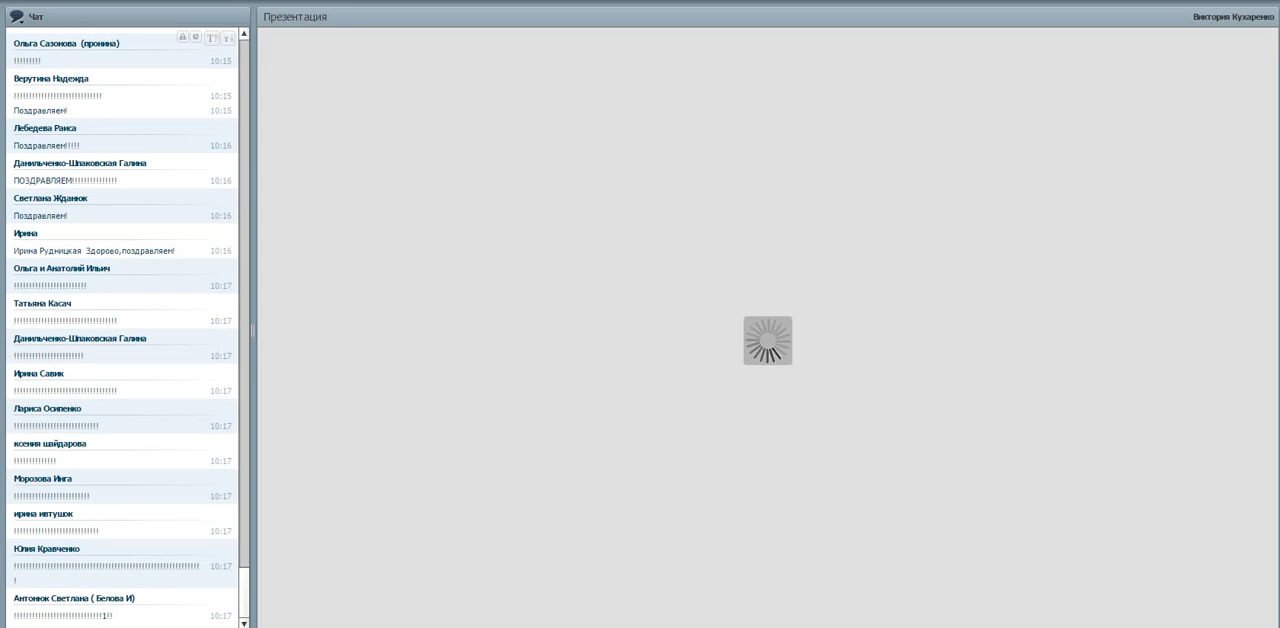 Чат
Презентация
Виктория Кухаренко
Ольга Сазонова (пронина)
!!!!!!!!! 10:15
Верутина Надежда
!!!!!!!!!!!!!!!!!!!!!!!!!!!!! 10:15
Поздравляем! 10:15
Лебедева Раиса
Поздравляем!!!!! 10:16
Данильченко-Шпаковская Галина
ПОЗДРАВЛЯЕМ!!!!!!!!!!!!!!! 10:16
Светлана Жданюк
Поздравляем! 10:16
Ирина
Ирина Рудницкая Здорово,поздравляем! 10:16
Ольга и Анатолий Ильич
!!!!!!!!!!!!!!!!!!!!!!!! 10:17
Татьяна Касач
!!!!!!!!!!!!!!!!!!!!!!!!!!!!!!!!!! 10:17
Данильченко-Шпаковская Галина
!!!!!!!!!!!!!!!!!!!!!!! 10:17
Ирина Савик
!!!!!!!!!!!!!!!!!!!!!!!!!!!!!!!!!! 10:17
Лариса Осипенко
!!!!!!!!!!!!!!!!!!!!!!!!!!!! 10:17
ксения шайдарова
!!!!!!!!!!!!!! 10:17
Морозова Инга
!!!!!!!!!!!!!!!!!!!!!!!!! 10:17
ирина ивтушок
!!!!!!!!!!!!!!!!!!!!!!!!!!!! 10:17
Юлия Кравченко
!!!!!!!!!!!!!!!!!!!!!!!!!!!!!!!!!!!!!!!!!!!!!!!!!!!!!!!!!!!!! 10:17
!
Антонюк Светлана ( Белова И)
!!!!!!!!!!!!!!!!!!!!!!!!!!!!!1!! 10:17